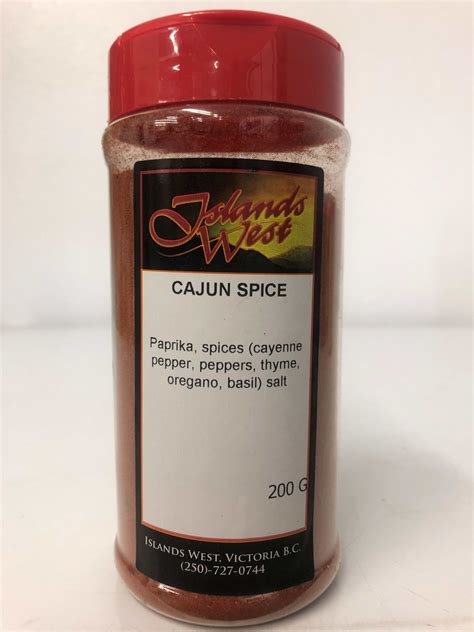 Islands
West
CAJUN SPICE
Paprika, spices (cayenne
pepper, peppers, thyme,
oregano, basil) salt
200 G
ISLANDS WEST, VICTORIA B.C.
(250)-727-0744